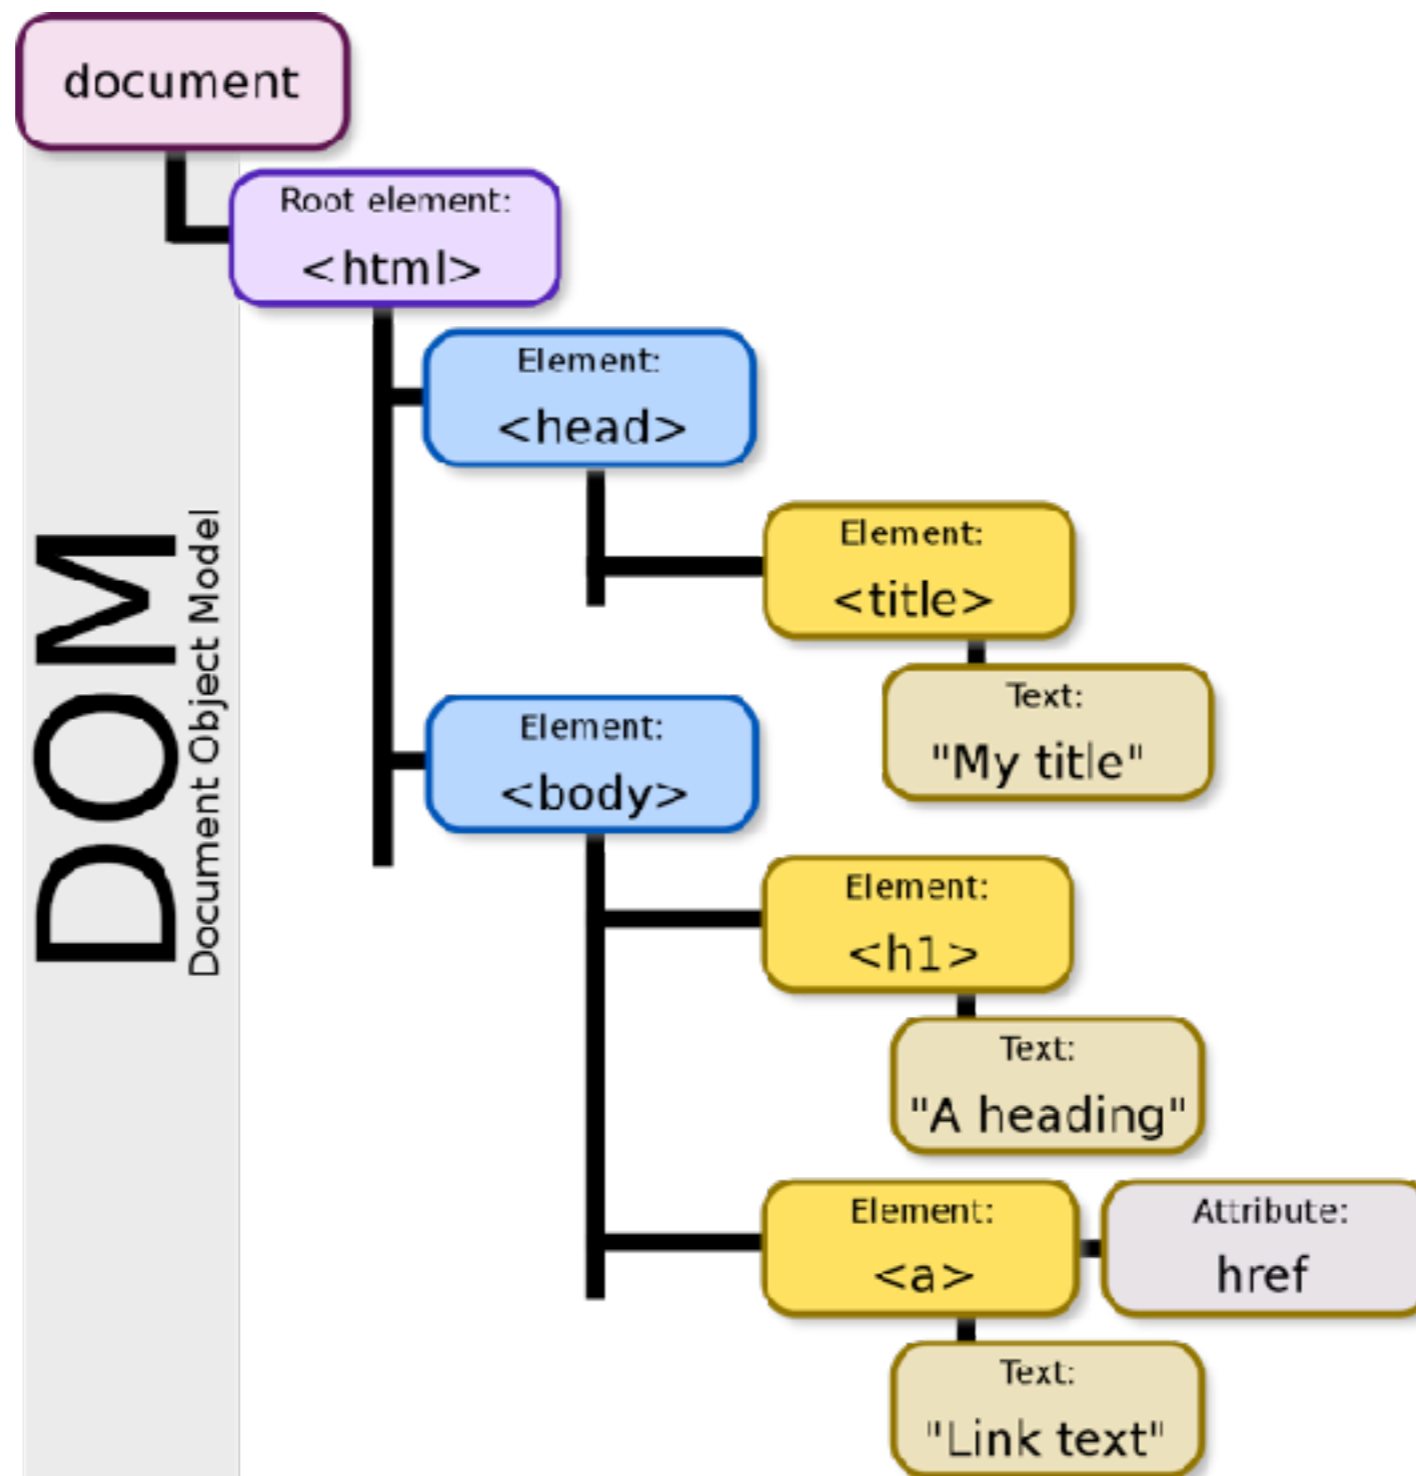 document
Root element:
<html>
Element:
<head>
Element:
<title>
Text:
"My title"
Element:
<body>
Element:
<h1>
Text:
"A heading"
Element:
<a>
Attribute:
href
Text:
"Link text"
DOM
Document Object Model